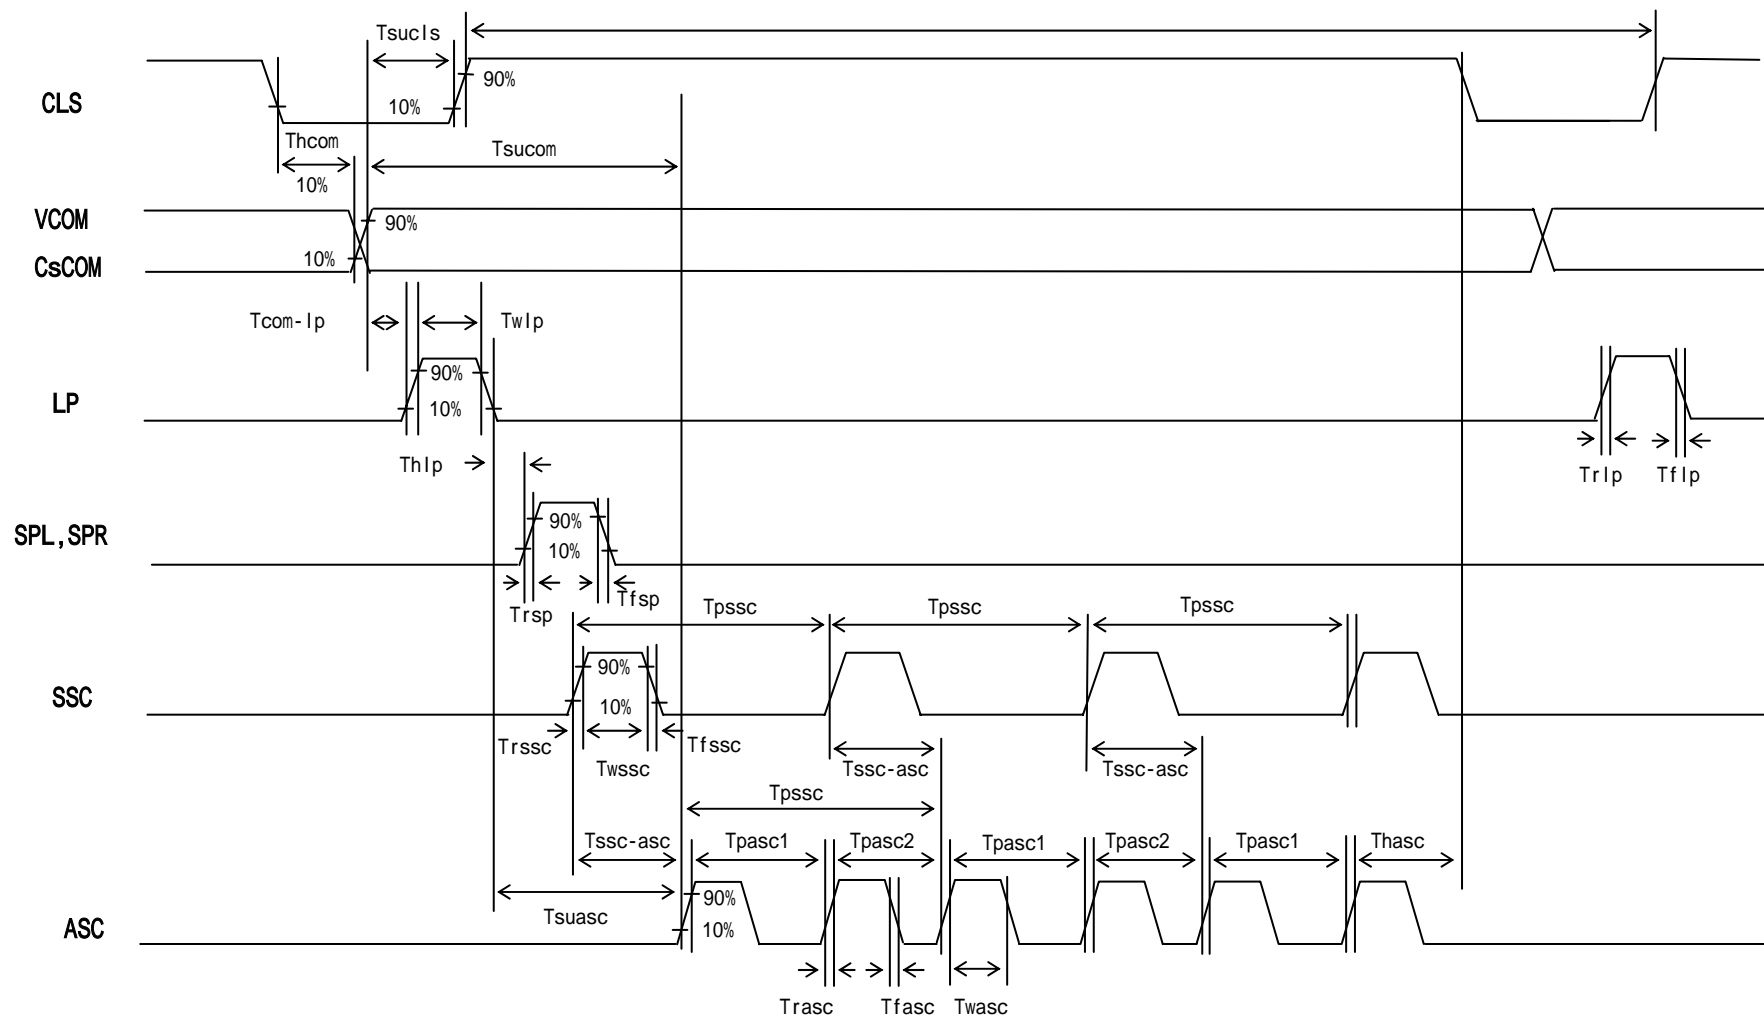 Tsucls
90%
CLS
10%
Thcom
Tsucom
10%
VCOM
90%
10%
CsCOM
Tcom-lp
Twlp
90%
LP
10%
Thlp
Trlp
Tflp
90%
SPL,SPR
10%
Trsp
Tfsp
Tpssc
Tpssc
Tpssc
90%
SSC
10%
Trssc
Twssc
Tfssc
Tssc-asc
Tssc-asc
Tpssc
Tssc-asc
Tpasc1
Tpasc2
Tpasc1
Tpasc2
Tpasc1
Thasc
90%
Tsuasc
ASC
10%
Trasc
Tfasc
Twasc